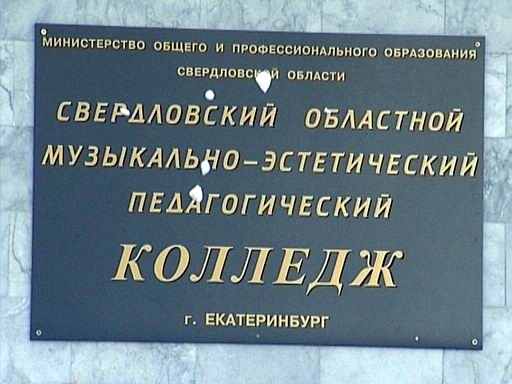 МИНИСТЕРСТВО ОБЩЕГО И ПРОФЕССИОНАЛЬНОГО ОБРАЗОВАНИЯ
СВЕРДЛОВСКОЙ ОБЛАСТИ
СВЕРДЛОВСКИЙ ОБЛАСТНОЙ
МУЗЫКАЛЬНО-ЭСТЕТИЧЕСКИЙ
ПЕДАГОГИЧЕСКИЙ
КОЛЛЕДЖ
г. ЕКАТЕРИНБУРГ